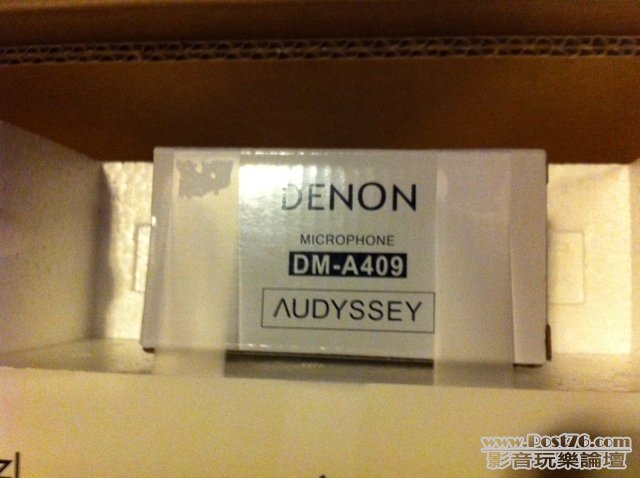 DENON
MICROPHONE
DM-A409
AUDYSSEY
www.Post76.com
影音玩樂論壇